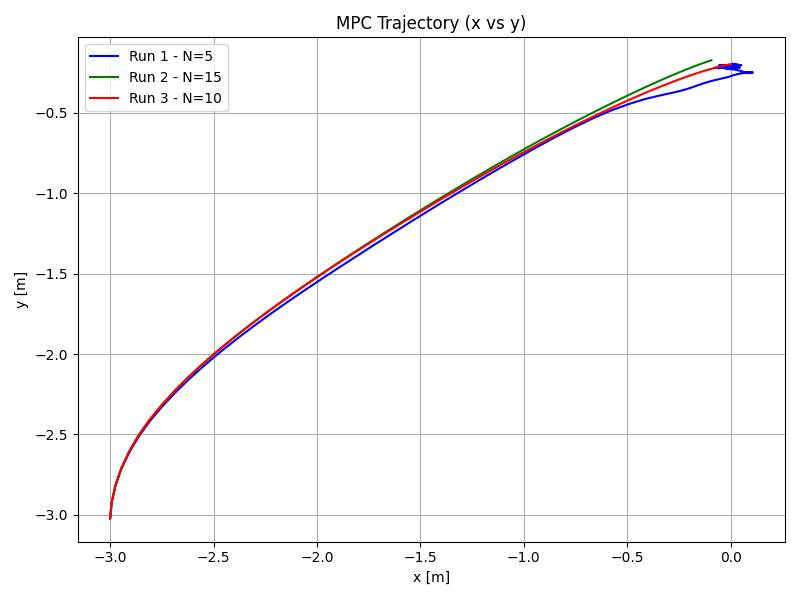 MPC Trajectory (x vs y)
Run 1 - N=5
Run 2 - N=15
Run 3 - N=10
y [m]
−0.5
−1.0
−1.5
−2.0
−2.5
−3.0
−3.0 −2.5 −2.0 −1.5 −1.0 −0.5 0.0
x [m]